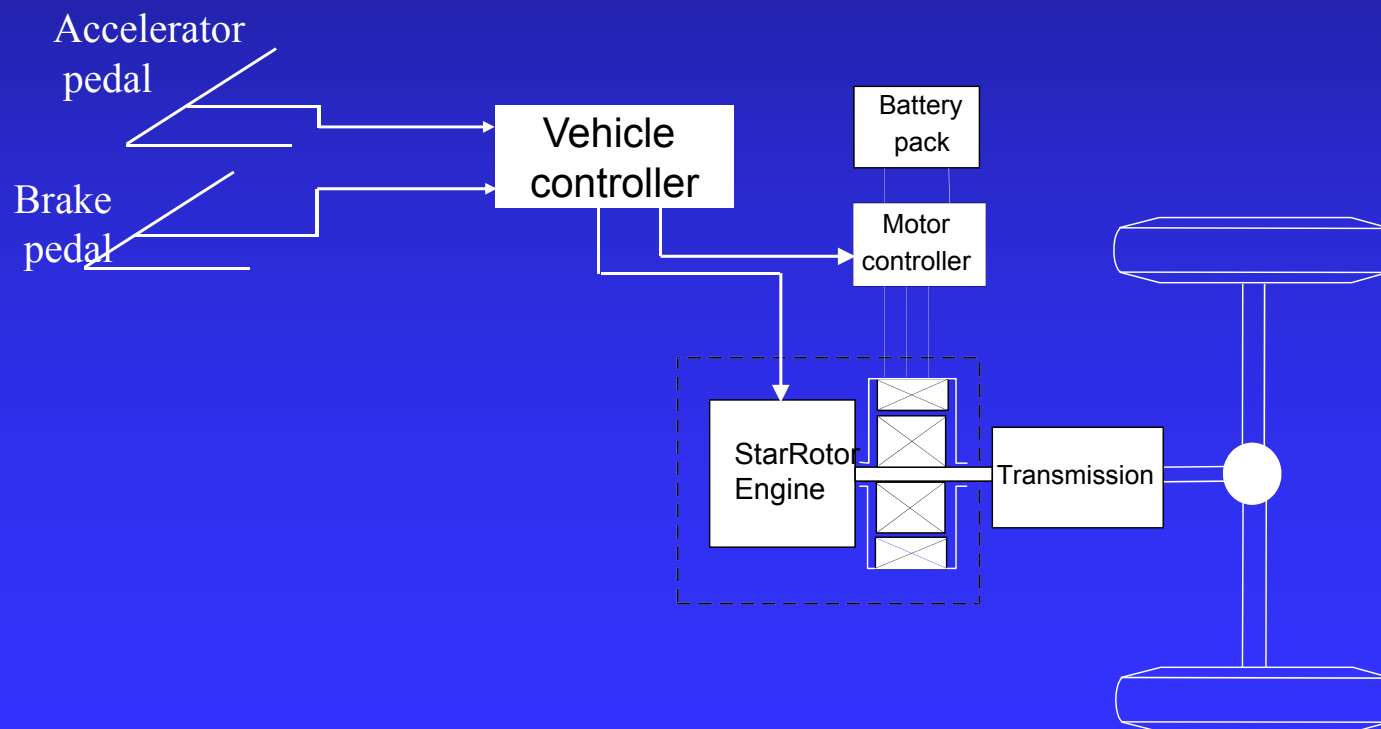 Accelerator
pedal
Brake
pedal
Vehicle
controller
Battery
pack
Motor
controller
StarRotor
Engine
Transmission